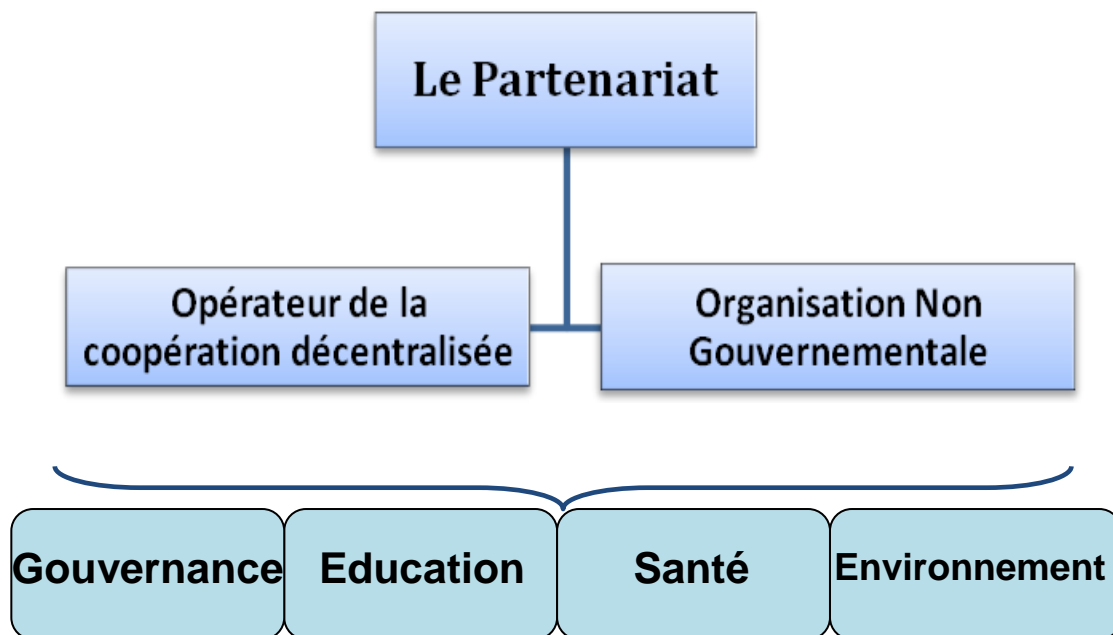 Le Partenariat
Opérateur de la
coopération décentralisée
Organisation Non
Gouvernementale
Gouvernance
Education
Santé
Environnement